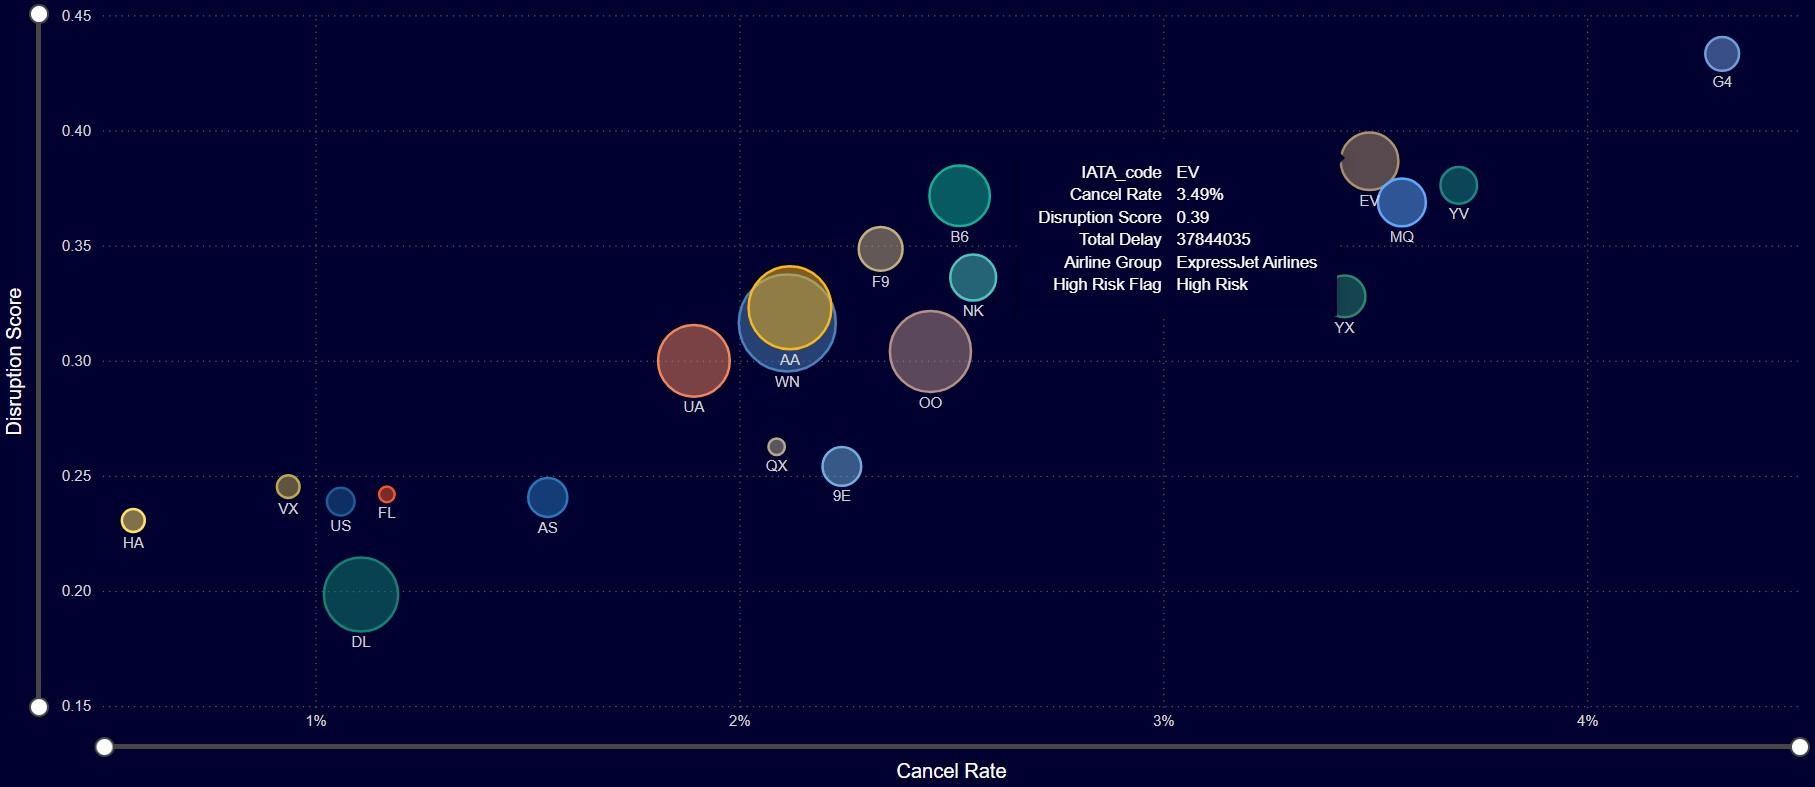 0.45
G4
0.40
IATA_code EV
Cancel Rate 3.49%
Disruption Score 0.39
Total Delay 37844035
Airline Group ExpressJet Airlines
High Risk Flag High Risk
EV
YV
MQ
B6
0.35
F9
NK
YX
0.30
AA
WN
UA
OO
Disruption Score
QX
0.25
9E
VX
FL
US
AS
HA
0.20
DL
0.15
1% 2% 3% 4%
Cancel Rate